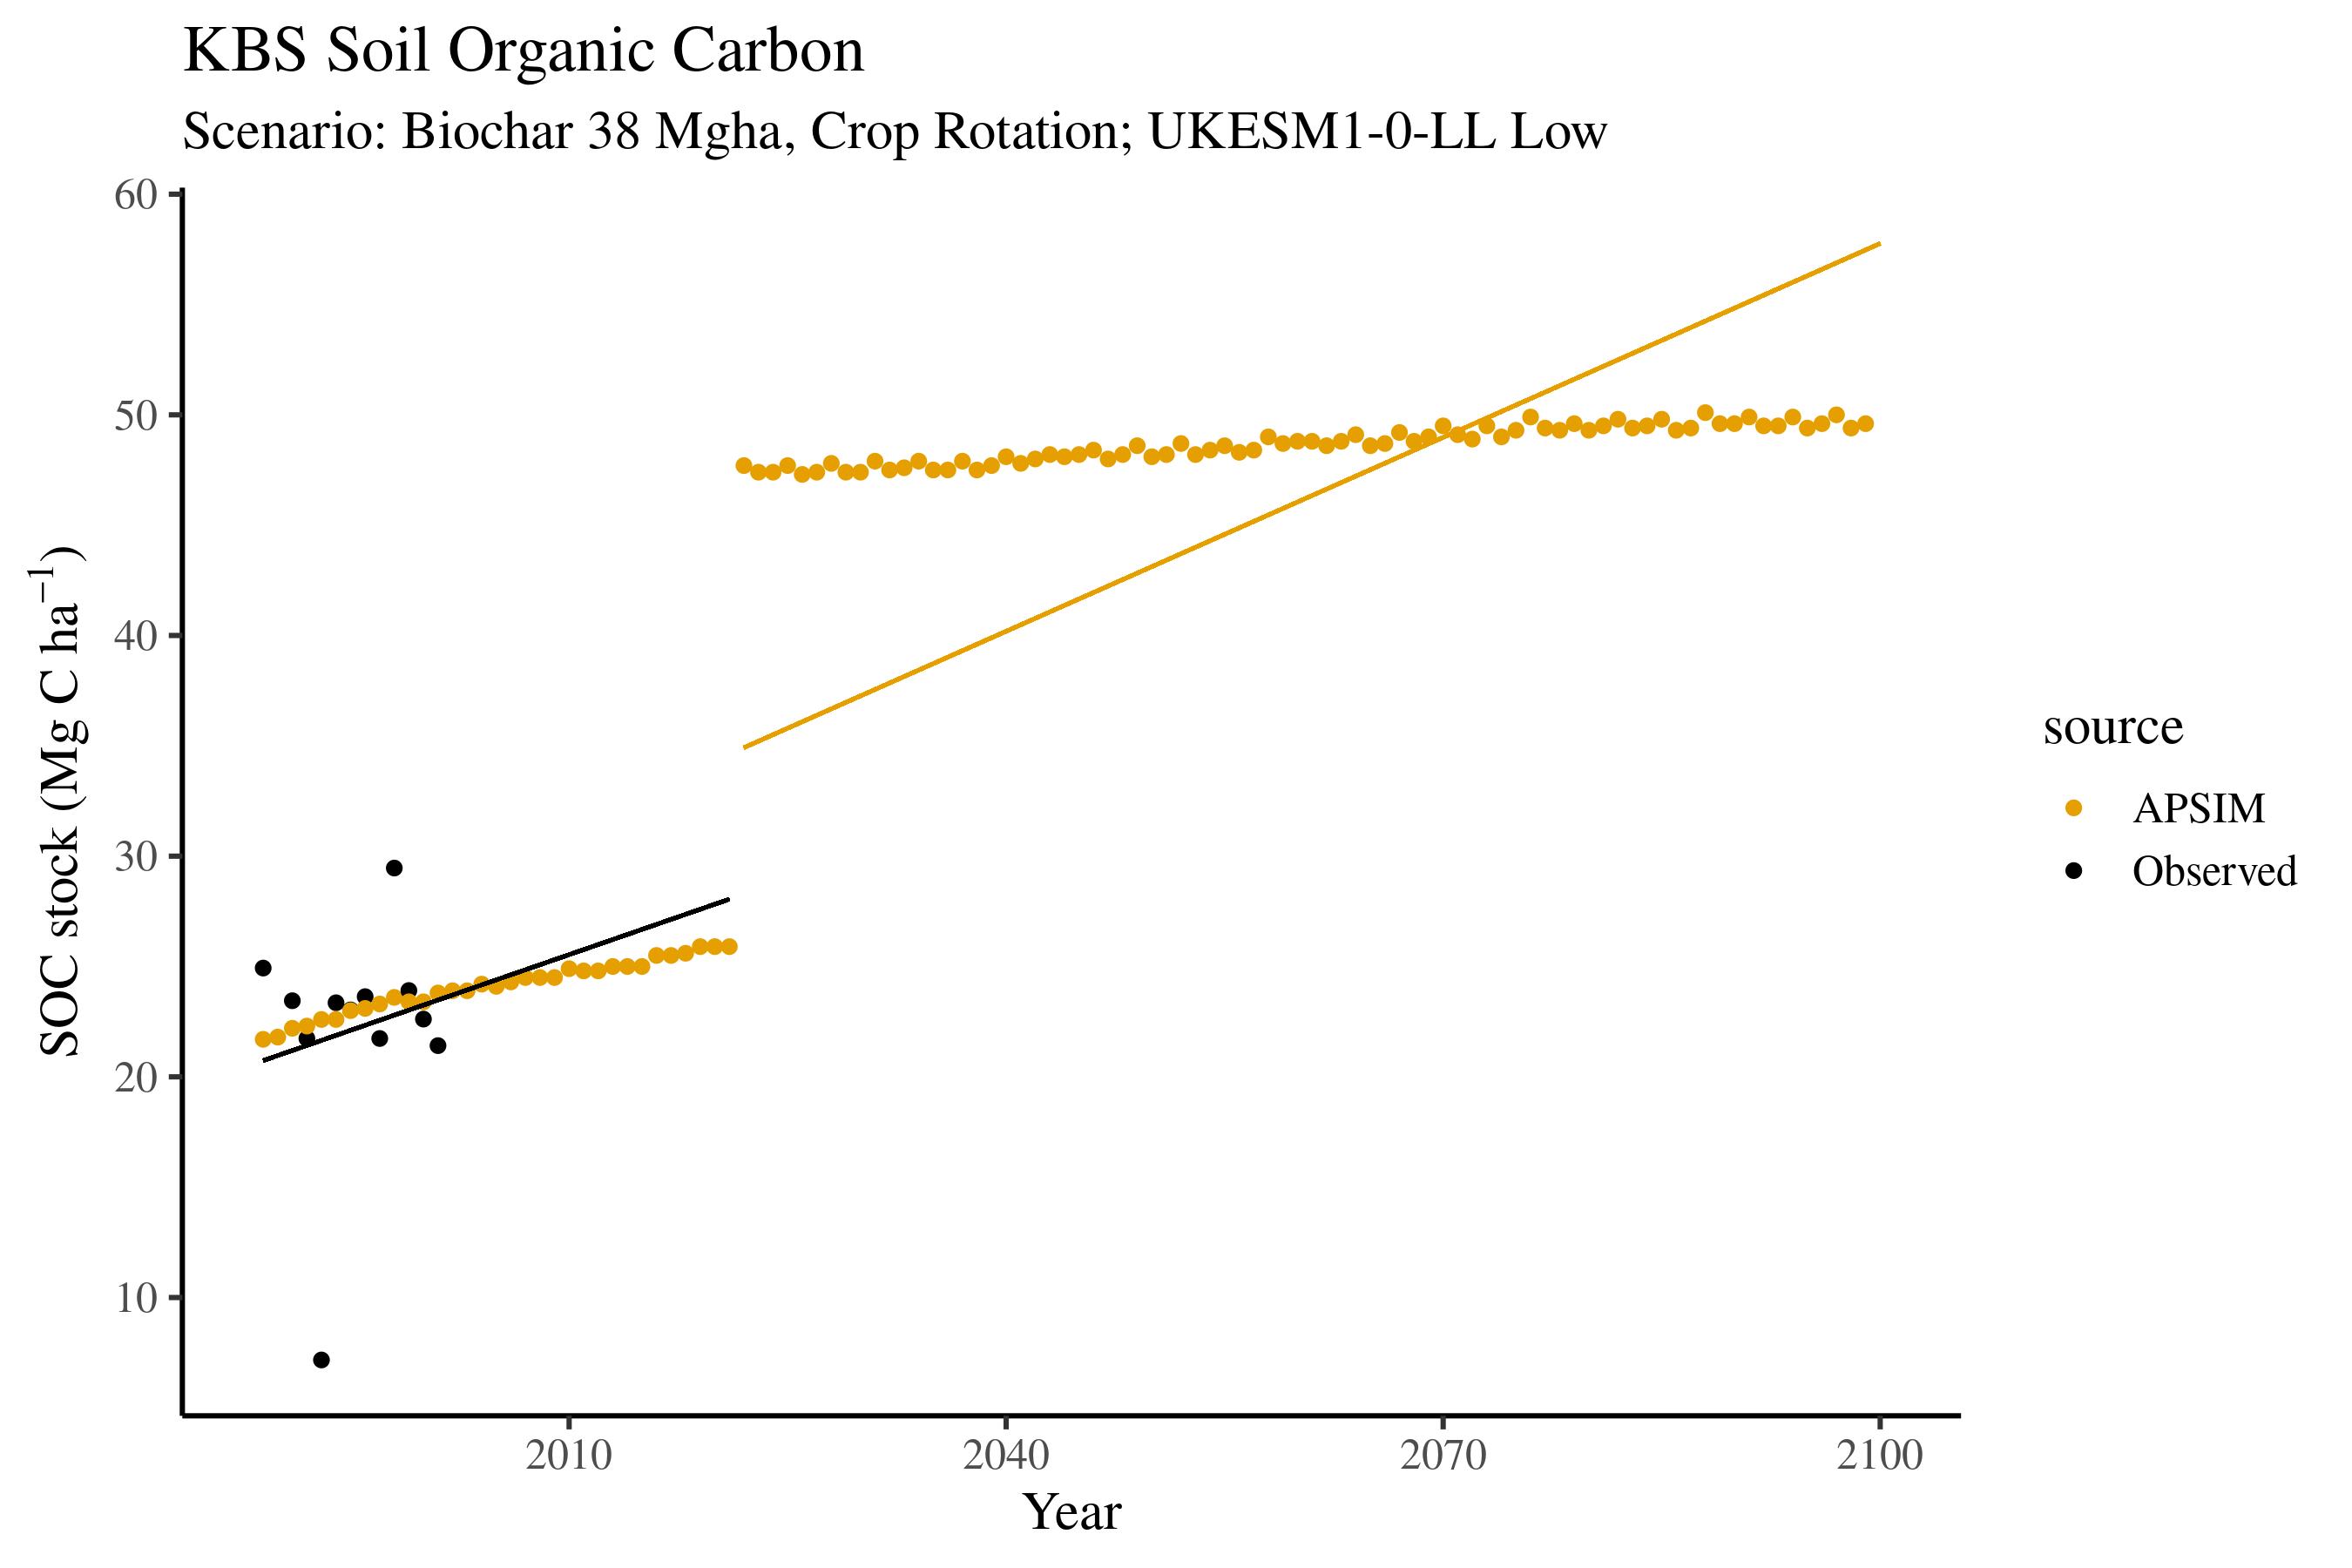 KBS Soil Organic Carbon
Scenario: Biochar 38 Mgha, Crop Rotation; UKESM1-0-LL Low
SOC stock (Mg C ha⁻¹)
60
50
40
30
20
10
2010 2040 2070 2100
Year
source
APSIM
Observed